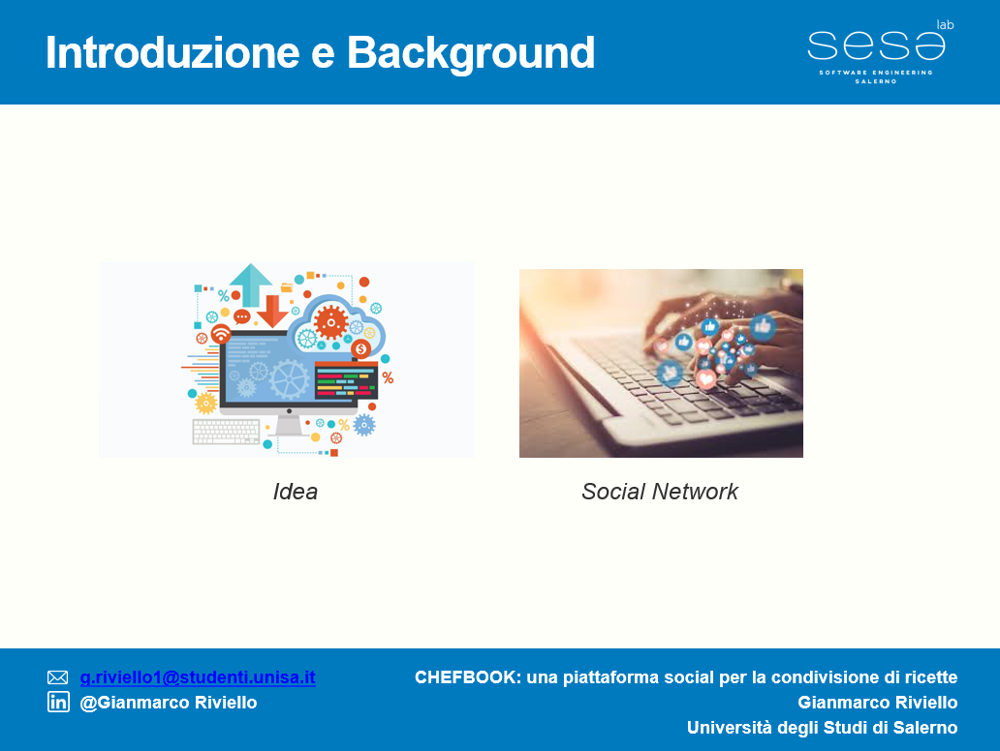 Introduzione e Background
lab
sesa
SOFTWARE ENGINEERING
SALERNO
Idea
Social Network
g.riviello1@studenti.unisa.it
@Gianmarco Riviello
CHEFBOOK: una piattaforma social per la condivisione di ricette
Gianmarco Riviello
Università degli Studi di Salerno